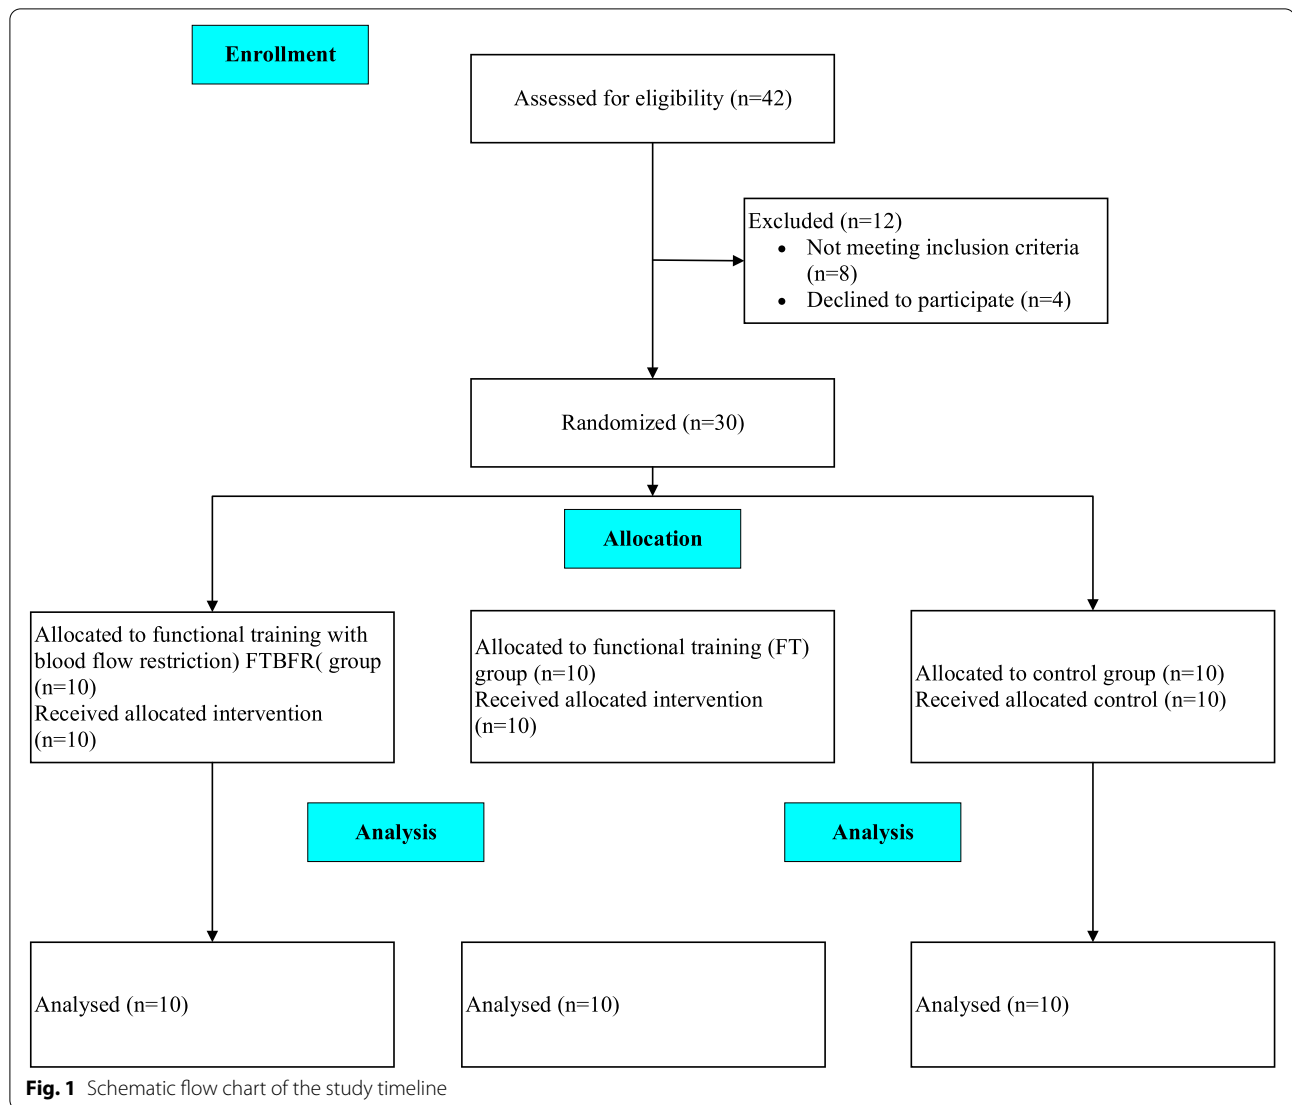 Enrollment
Assessed for eligibility (n=42)
Excluded (n=12)
• Not meeting inclusion criteria
(n=8)
• Declined to participate (n=4)
Randomized (n=30)
Allocation
Allocated to functional training with
blood flow restriction) FTBFR( group
(n=10)
Received allocated intervention
(n=10)
Allocated to functional training (FT)
group (n=10)
Received allocated intervention
(n=10)
Allocated to control group (n=10)
Received allocated control (n=10)
Analysis
Analysis
Analysed (n=10)
Analysed (n=10)
Analysed (n=10)
Fig. 1 Schematic flow chart of the study timeline